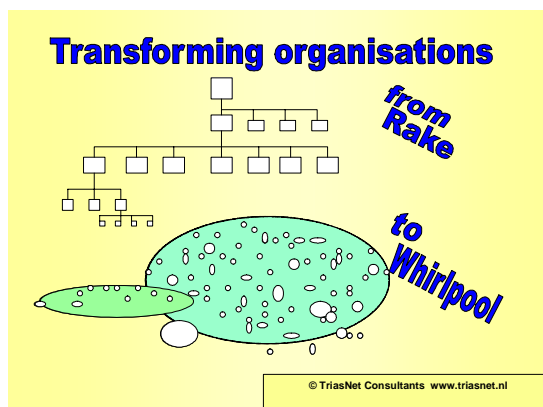 Transforming organisations
from
Rake
to
Whirlpool
© TriasNet Consultants www.triasnet.nl